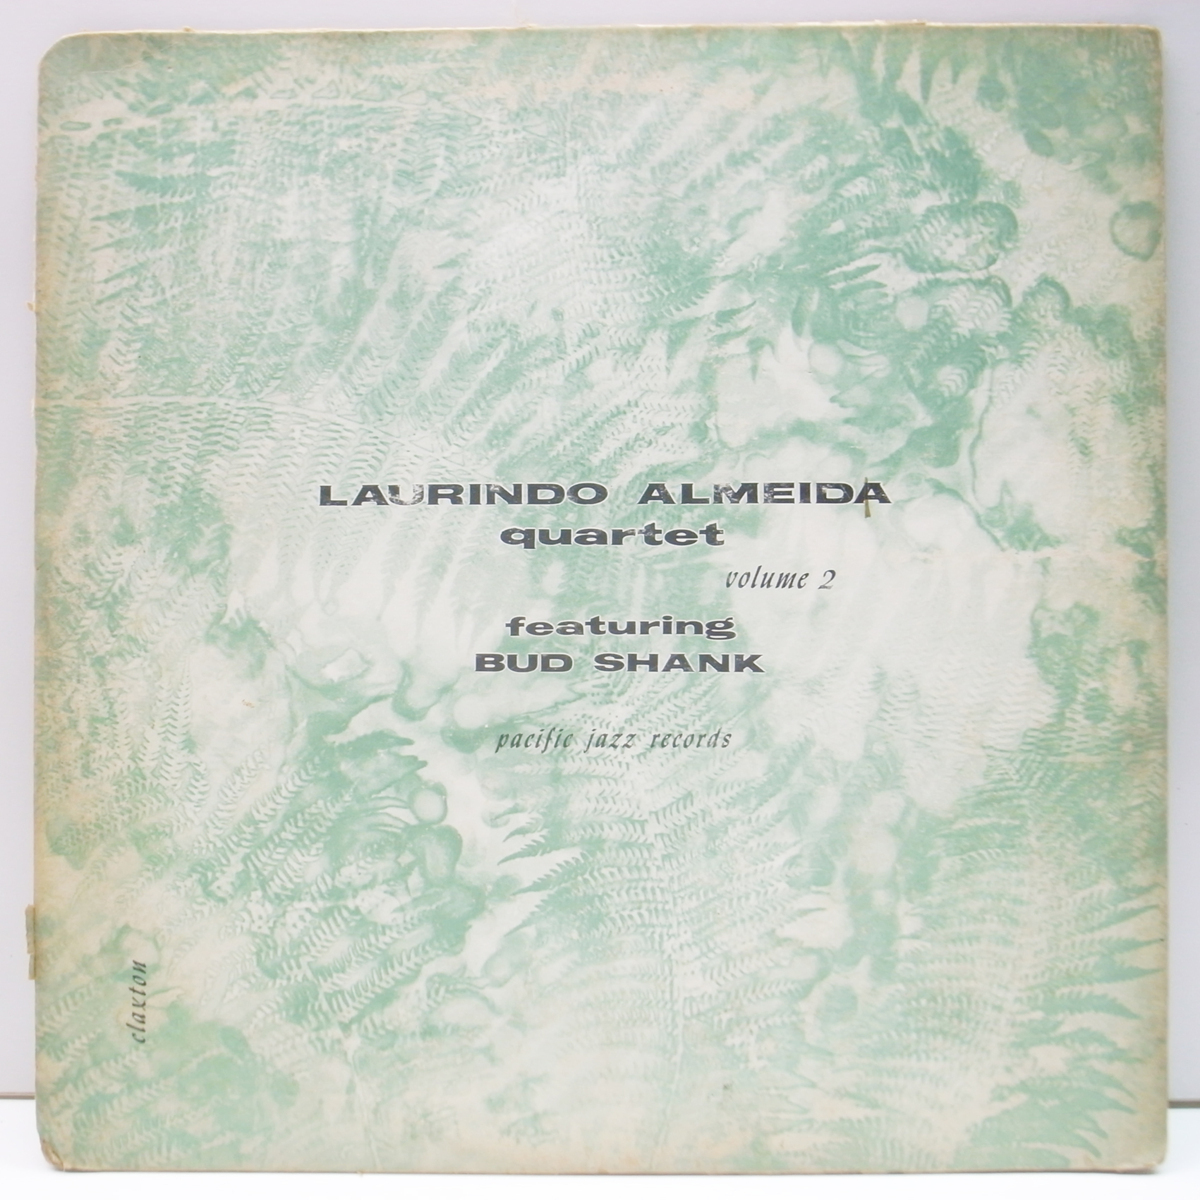 LAURINDO ALMEIDA
quartet
volume 2
featuring
BUD SHANK
pacific jazz records
claxton